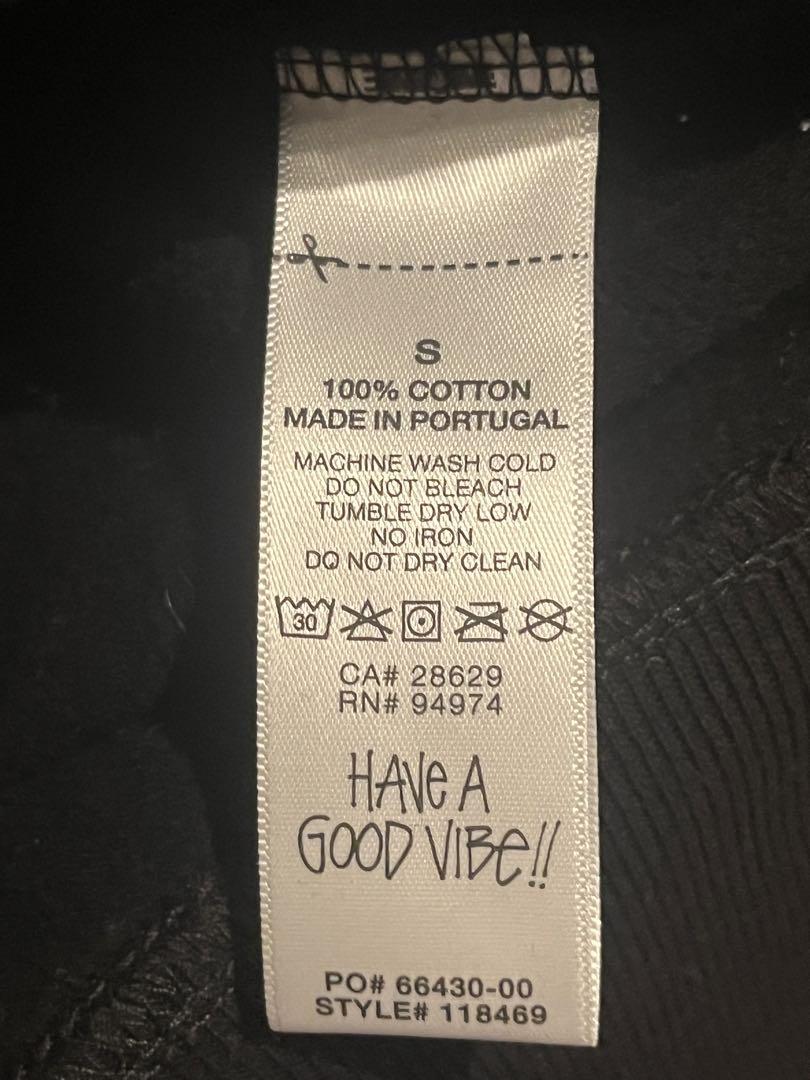 S
100% COTTON
MADE IN PORTUGAL
MACHINE WASH COLD
DO NOT BLEACH
TUMBLE DRY LOW
NO IRON
DO NOT DRY CLEAN
30
CA# 28629
RN# 94974
HAVE A
GOOD VIBE!!
PO# 66430-00
STYLE# 118469